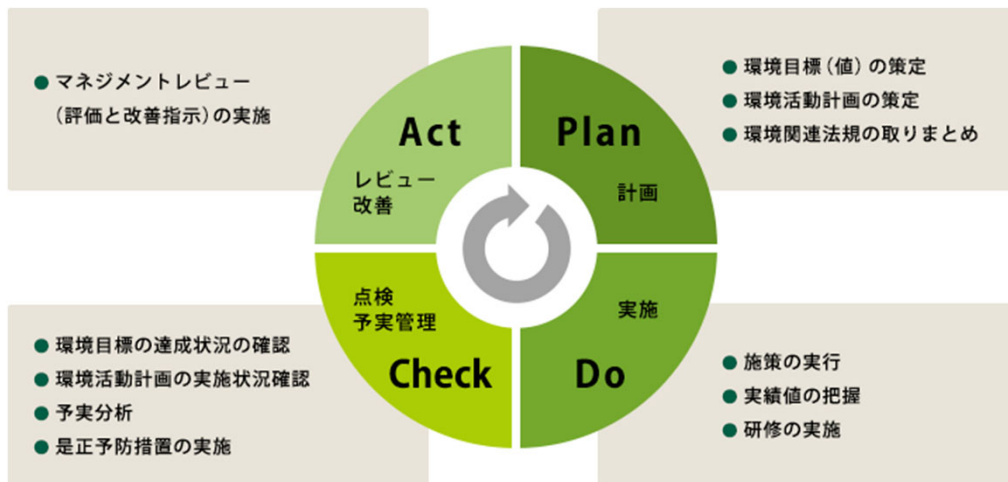 ● マネジメントレビュー
（評価と改善指示）の実施
Act
レビュー
改善
Plan
計画
● 環境目標（値）の策定
● 環境活動計画の策定
● 環境関連法規の取りまとめ
点検
予実管理
Check
● 環境目標の達成状況の確認
● 環境活動計画の実施状況確認
● 予実分析
● 是正予防措置の実施
実施
Do
● 施策の実行
● 実績値の把握
● 研修の実施